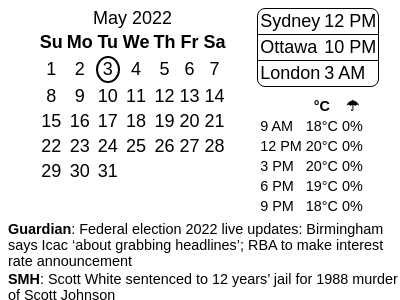 May 2022
Su Mo Tu We Th Fr Sa
1 2 3 4 5 6 7
8 9 10 11 12 13 14
15 16 17 18 19 20 21
22 23 24 25 26 27 28
29 30 31
Sydney 12 PM
Ottawa 10 PM
London 3 AM
°C ☂
9 AM 18°C 0%
12 PM 20°C 0%
3 PM 20°C 0%
6 PM 19°C 0%
9 PM 18°C 0%
Guardian: Federal election 2022 live updates: Birmingham
says Icac ‘about grabbing headlines’; RBA to make interest
rate announcement
SMH: Scott White sentenced to 12 years’ jail for 1988 murder
of Scott Johnson